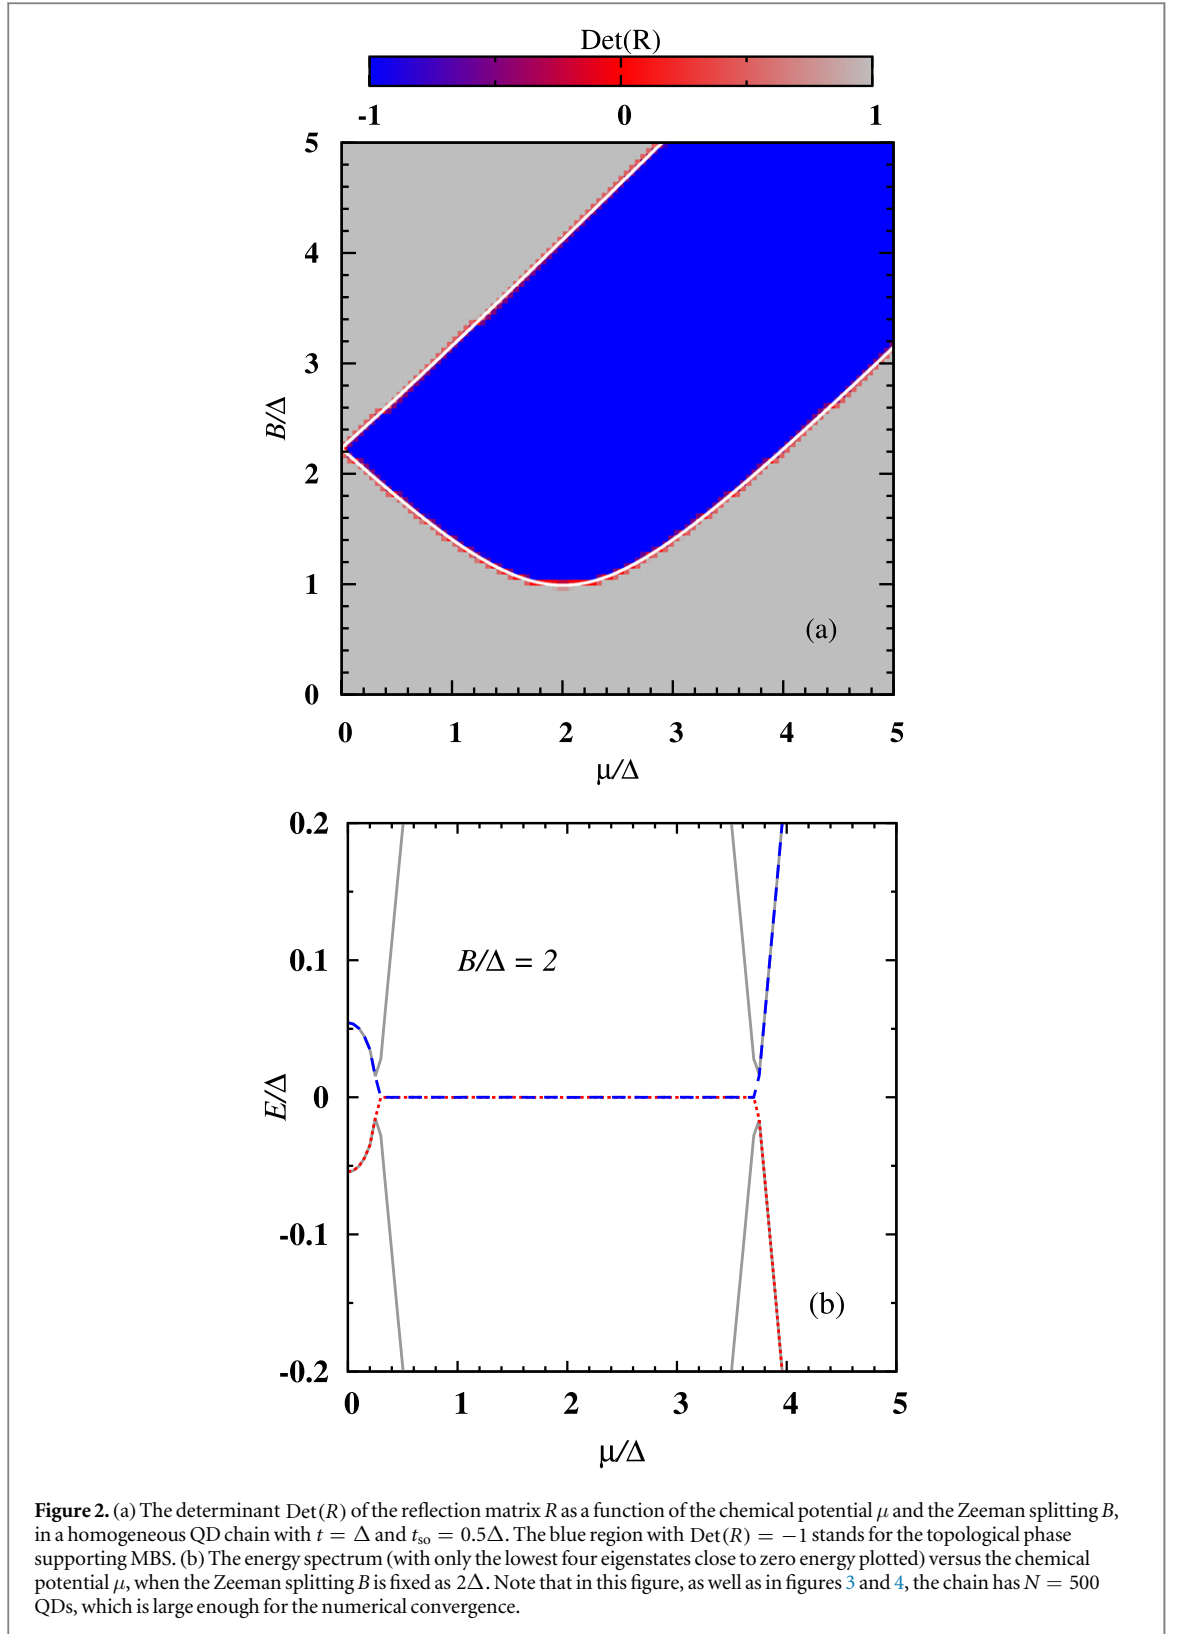 Det(R)
-1 0 1
5
4
3
2
1
0
B/Δ
(a)
0 1 2 3 4 5
μ/Δ
0.2
0.1
0
-0.1
-0.2
E/Δ
B/Δ = 2
(b)
0 1 2 3 4 5
μ/Δ
Figure 2. (a) The determinant Det(R) of the reflection matrix R as a function of the chemical potential μ and the Zeeman splitting B,
in a homogeneous QD chain with t = Δ and tso = 0.5Δ. The blue region with Det(R) = −1 stands for the topological phase
supporting MBS. (b) The energy spectrum (with only the lowest four eigenstates close to zero energy plotted) versus the chemical
potential μ, when the Zeeman splitting B is fixed as 2Δ. Note that in this figure, as well as in figures 3 and 4, the chain has N = 500
QDs, which is large enough for the numerical convergence.